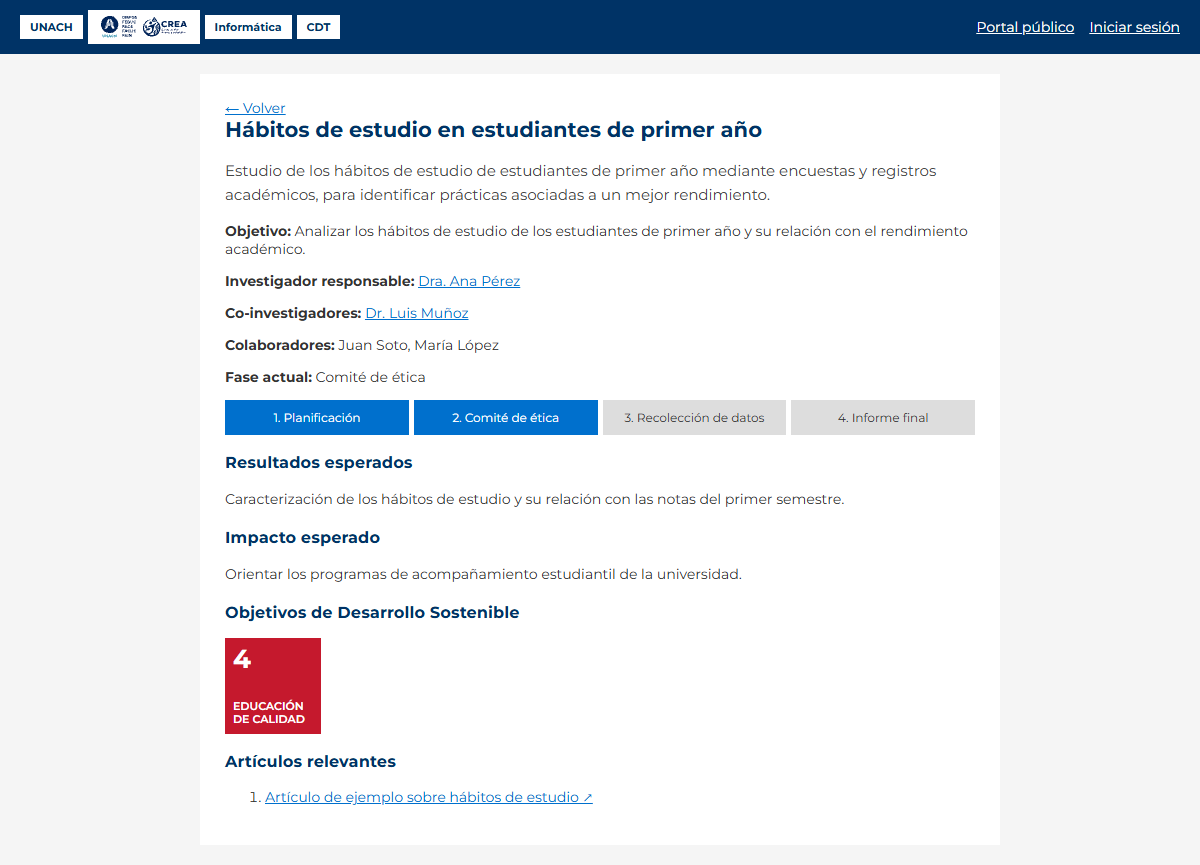 UNACH
UNACH
CREA
Informática
CDT
Portal público
Iniciar sesión
← Volver
Hábitos de estudio en estudiantes de primer año
Estudio de los hábitos de estudio de estudiantes de primer año mediante encuestas y registros
académicos, para identificar prácticas asociadas a un mejor rendimiento.
Objetivo: Analizar los hábitos de estudio de los estudiantes de primer año y su relación con el rendimiento
académico.
Investigador responsable: Dra. Ana Pérez
Co-investigadores: Dr. Luis Muñoz
Colaboradores: Juan Soto, María López
Fase actual: Comité de ética
1. Planificación
2. Comité de ética
3. Recolección de datos
4. Informe final
Resultados esperados
Caracterización de los hábitos de estudio y su relación con las notas del primer semestre.
Impacto esperado
Orientar los programas de acompañamiento estudiantil de la universidad.
Objetivos de Desarrollo Sostenible
4
EDUCACIÓN
DE CALIDAD
Artículos relevantes
1. Artículo de ejemplo sobre hábitos de estudio ↗